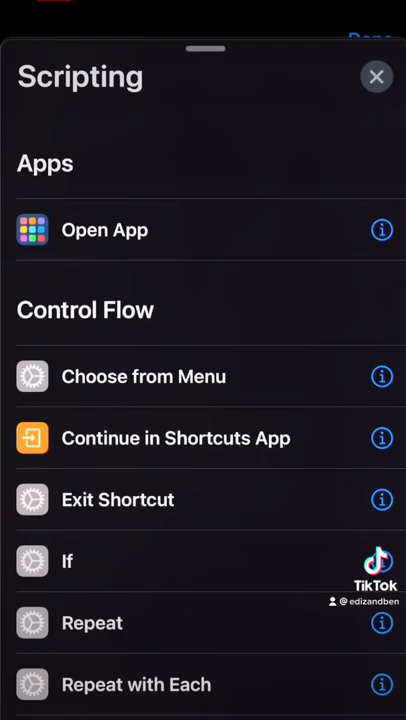 Done
Scripting
Apps
Open App
Control Flow
Choose from Menu
Continue in Shortcuts App
Exit Shortcut
If
TikTok
@edizandben
Repeat
Repeat with Each